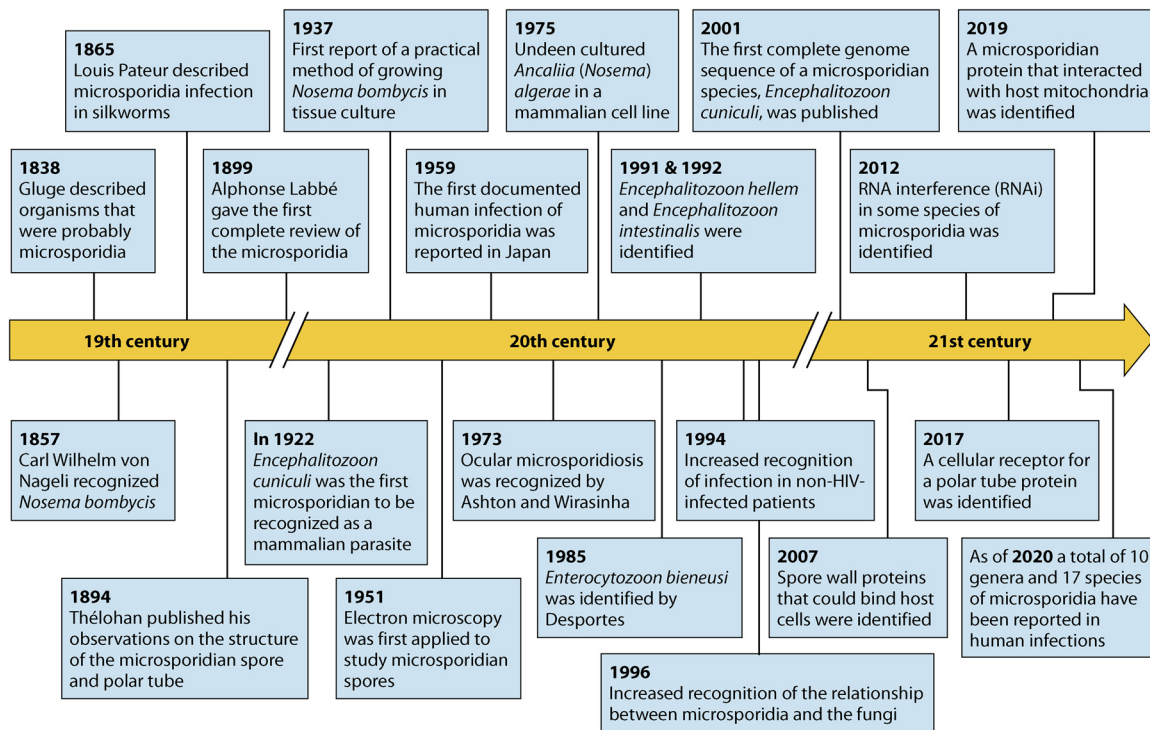 1865
Louis Pateur described
microsporidia infection
in silkworms
1937
First report of a practical
method of growing
Nosema bombycis in
tissue culture
1975
Undeen cultured
Ancaliia (Nosema)
algerae in a
mammalian cell line
2001
The first complete genome
sequence of a microsporidian
species, Encephalitozoon
cuniculi, was published
2019
A microsporidian
protein that interacted
with host mitochondria
was identified
1838
Gluge described
organisms that
were probably
microsporidia
1899
Alphonse Labbé
gave the first
complete review of
the microsporidia
1959
The first documented
human infection of
microsporidia was
reported in Japan
1991 & 1992
Encephalitozoon hellem
and Encephalitozoon
intestinalis were
identified
2012
RNA interference (RNAi)
in some species of
microsporidia was
identified
19th century
20th century
21st century
1857
Carl Wilhelm von
Nageli recognized
Nosema bombycis
In 1922
Encephalitozoon
cuniculi was the first
microsporidian to be
recognized as a
mammalian parasite
1973
Ocular microsporidiosis
was recognized by
Ashton and Wirasinha
1994
Increased recognition
of infection in non-HIV-
infected patients
2017
A cellular receptor for
a polar tube protein
was identified
1894
Thélohan published his
observations on the structure
of the microsporidian spore
and polar tube
1951
Electron microscopy
was first applied to
study microsporidian
spores
1985
Enterocytozoon bieneusi
was identified by
Desportes
2007
Spore wall proteins
that could bind host
cells were identified
As of 2020 a total of 10
genera and 17 species
of microsporidia have
been reported in
human infections
1996
Increased recognition of the relationship
between microsporidia and the fungi